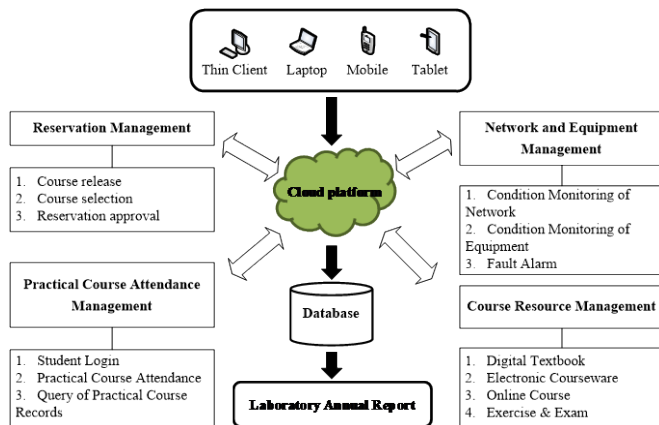 Thin Client Laptop Mobile Tablet
Reservation Management
1. Course release
2. Course selection
3. Reservation approval
Cloud platform
Network and Equipment
Management
1. Condition Monitoring of
Network
2. Condition Monitoring of
Equipment
3. Fault Alarm
Practical Course Attendance
Management
1. Student Login
2. Practical Course Attendance
3. Query of Practical Course
Records
Database
Course Resource Management
1. Digital Textbook
2. Electronic Courseware
3. Online Course
4. Exercise & Exam
Laboratory Annual Report